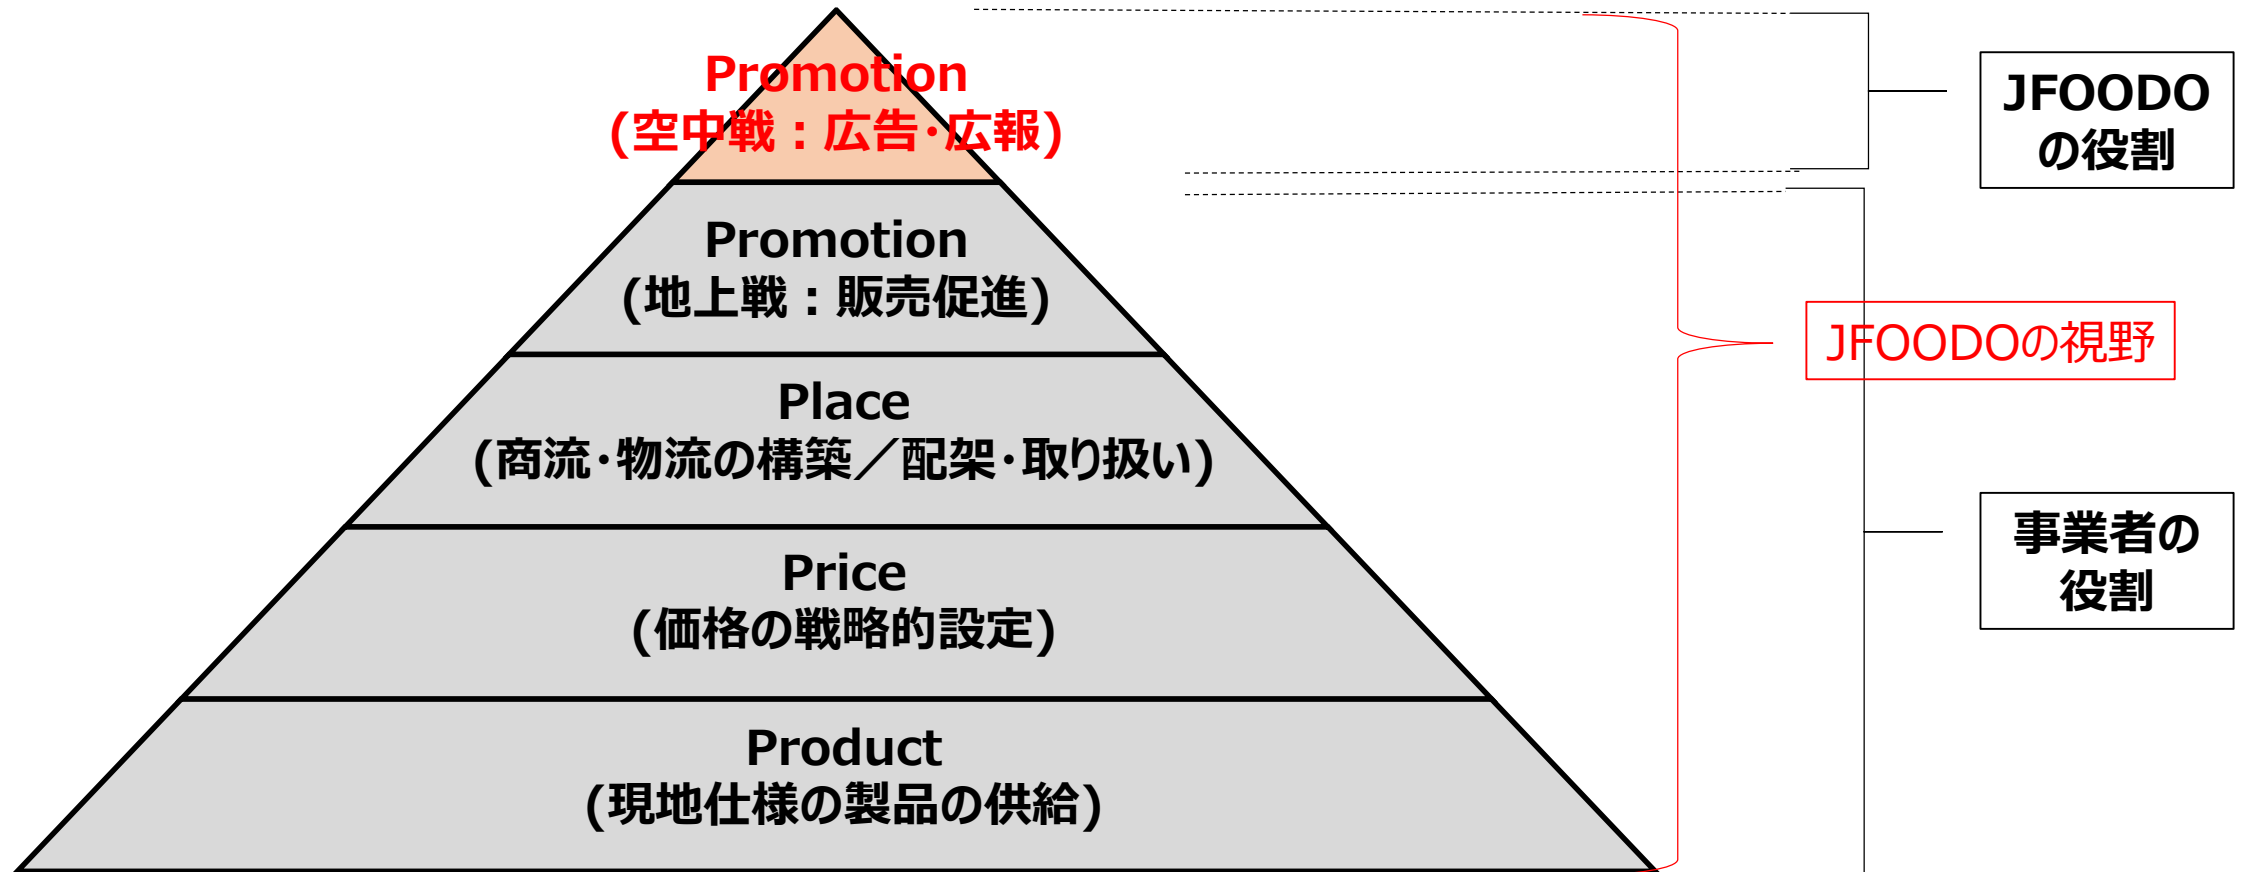 Promotion
(空中戦：広告･広報)
Promotion
(地上戦：販売促進)
Place
(商流･物流の構築／配架･取り扱い)
Price
(価格の戦略的設定)
Product
(現地仕様の製品の供給)
JFOODO
の役割
JFOODOの視野
事業者の
役割